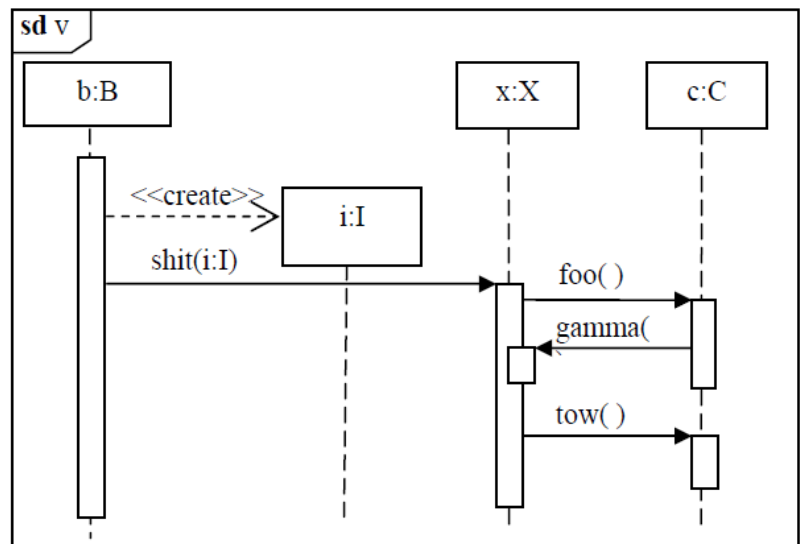 sd v
b:B
x:X
c:C
<<create>>
i:I
shit(i:I)
foo( )
gamma(
tow( )